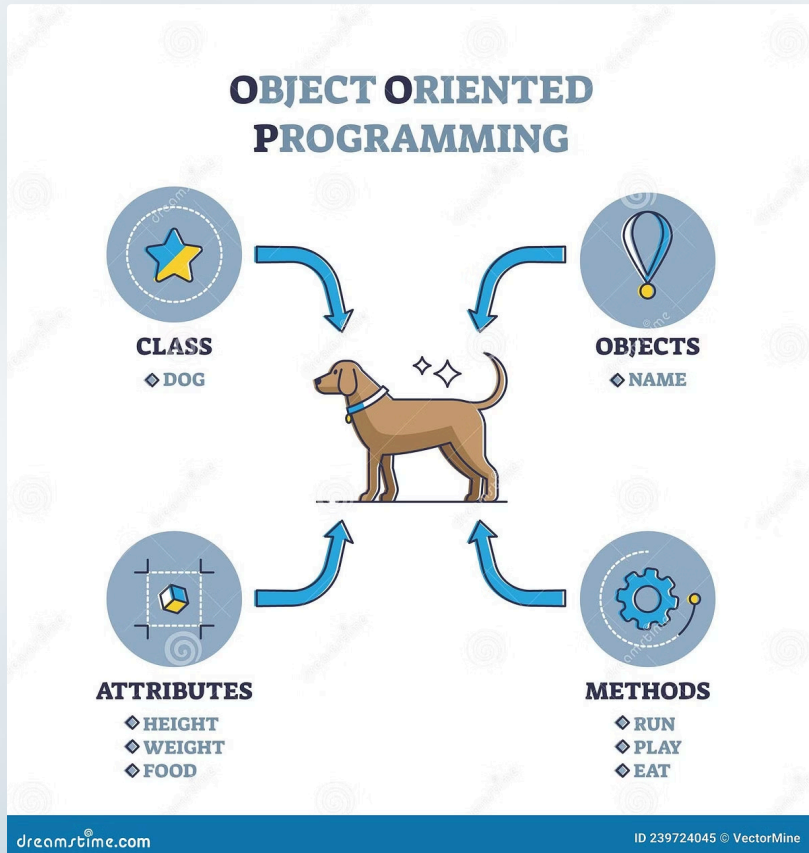 OBJECT ORIENTED
PROGRAMMING
CLASS
DOG
OBJECTS
NAME
ATTRIBUTES
HEIGHT
WEIGHT
FOOD
METHODS
RUN
PLAY
EAT
dreamstime.com
ID 239724045 © VectorMine